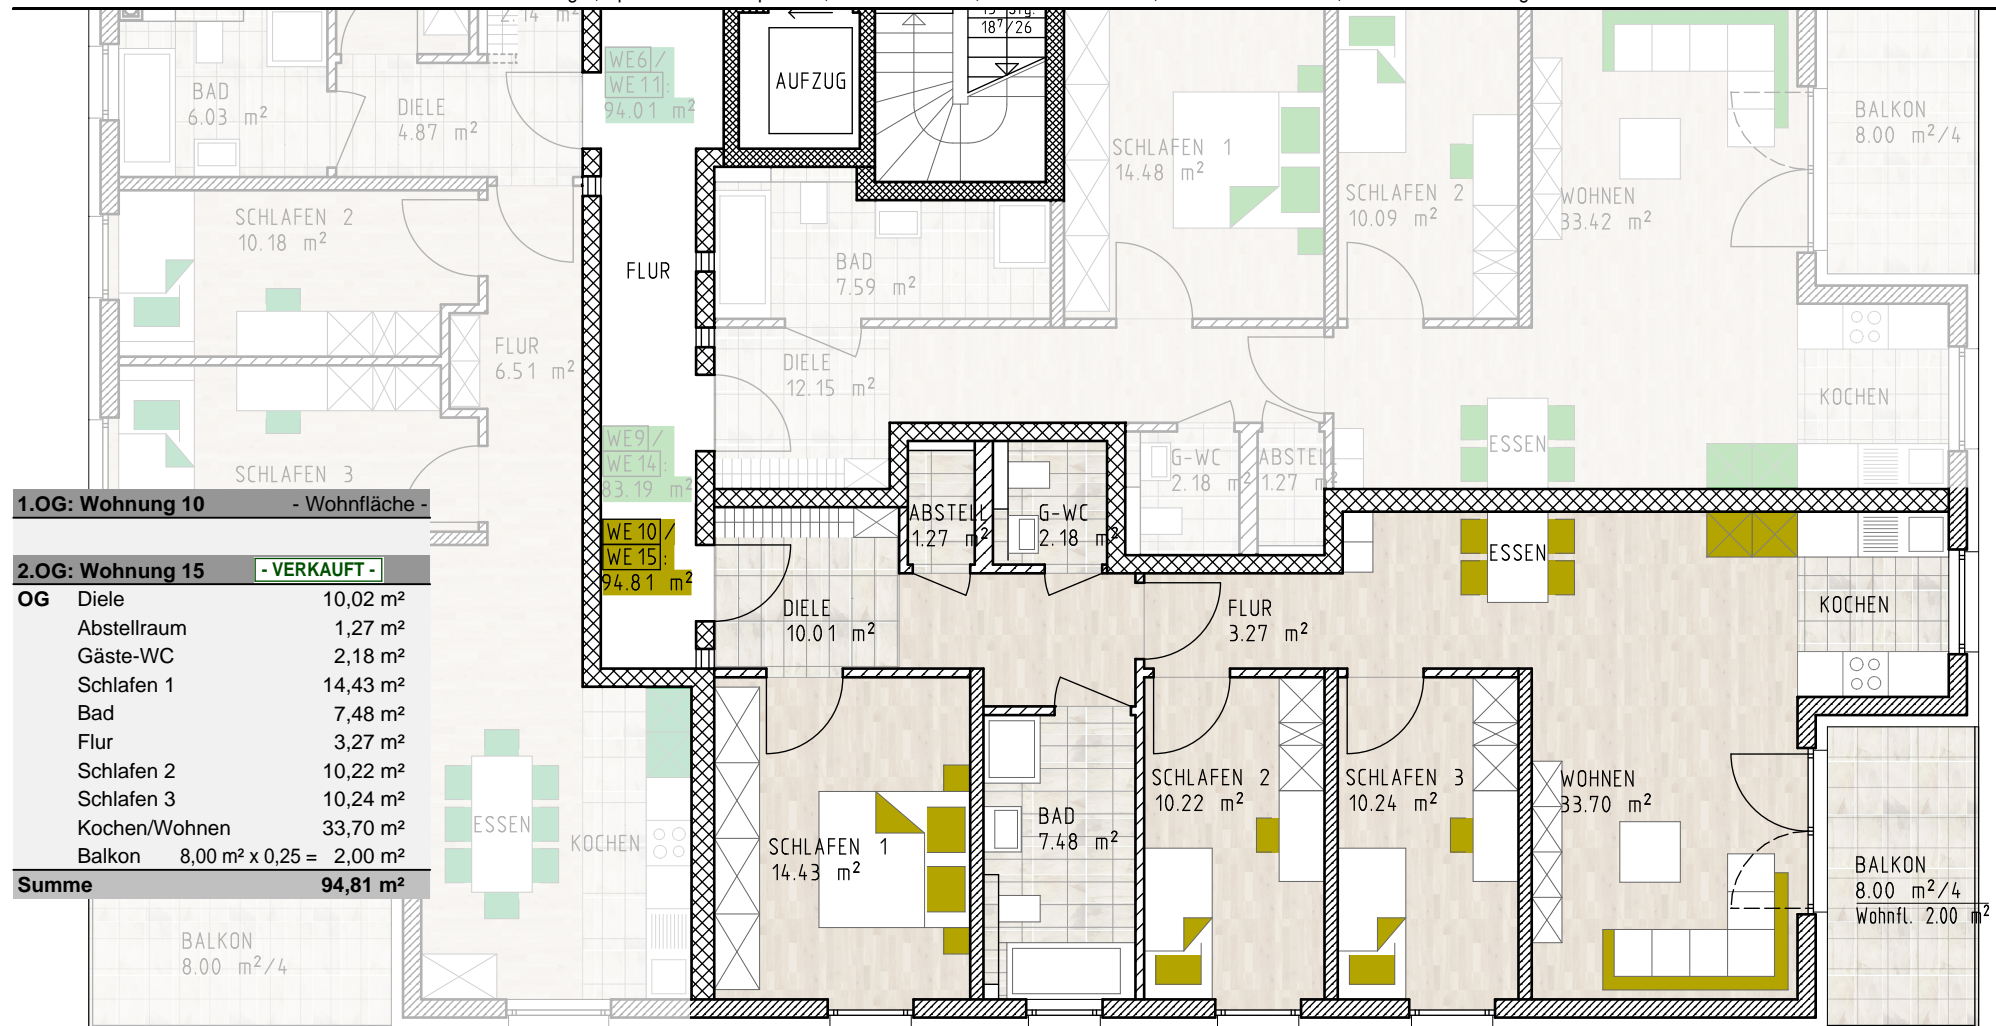 2.14 m²
18⁷/26
BAD
6.03 m²
DIELE
4.87 m²
WE6/
WE11:
94.01 m²
AUFZUG
SCHLAFEN 1
14.48 m²
SCHLAFEN 2
10.09 m²
WOHNEN
33.42 m²
BALKON
8.00 m²/4
SCHLAFEN 2
10.18 m²
FLUR
BAD
7.59 m²
FLUR
6.51 m²
DIELE
12.15 m²
KOCHEN
ESSEN
WE9/
WE14:
83.19 m²
G-WC
2.18 m²
ABSTELL
1.27 m²
SCHLAFEN 3
1.OG: Wohnung 10 - Wohnfläche -
2.OG: Wohnung 15 - VERKAUFT -
OG Diele 10,02 m²
Abstellraum 1,27 m²
Gäste-WC 2,18 m²
Schlafen 1 14,43 m²
Bad 7,48 m²
Flur 3,27 m²
Schlafen 2 10,22 m²
Schlafen 3 10,24 m²
Kochen/Wohnen 33,70 m²
Balkon 8,00 m² x 0,25 = 2,00 m²
Summe 94,81 m²
WE 10/
WE 15:
94.81 m²
ABSTELL
1.27 m²
G-WC
2.18 m²
ESSEN
DIELE
10.01 m²
FLUR
3.27 m²
KOCHEN
SCHLAFEN 1
14.43 m²
BAD
7.48 m²
SCHLAFEN 2
10.22 m²
SCHLAFEN 3
10.24 m²
WOHNEN
33.70 m²
BALKON
8.00 m²/4
Wohnfl. 2.00 m²
ESSEN
KOCHEN
BALKON
8.00 m²/4